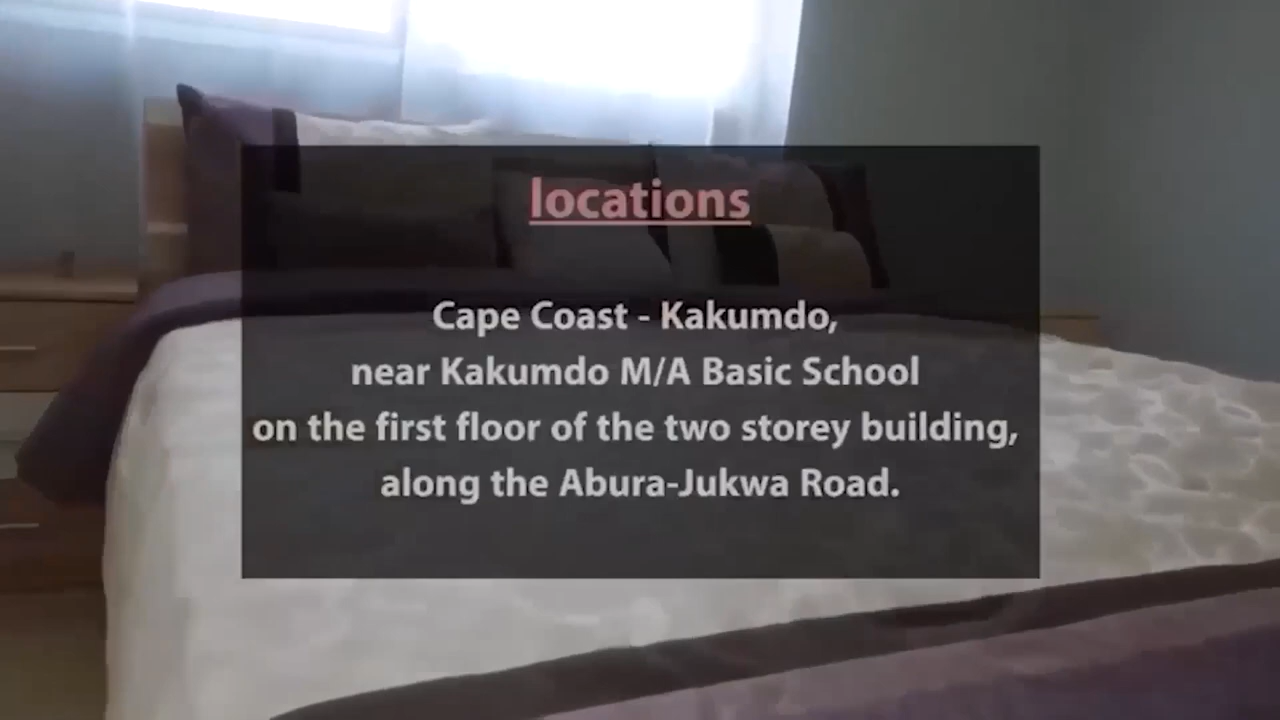 locations
Cape Coast - Kakumdo,
near Kakumdo M/A Basic School
on the first floor of the two storey building,
along the Abura-Jukwa Road.